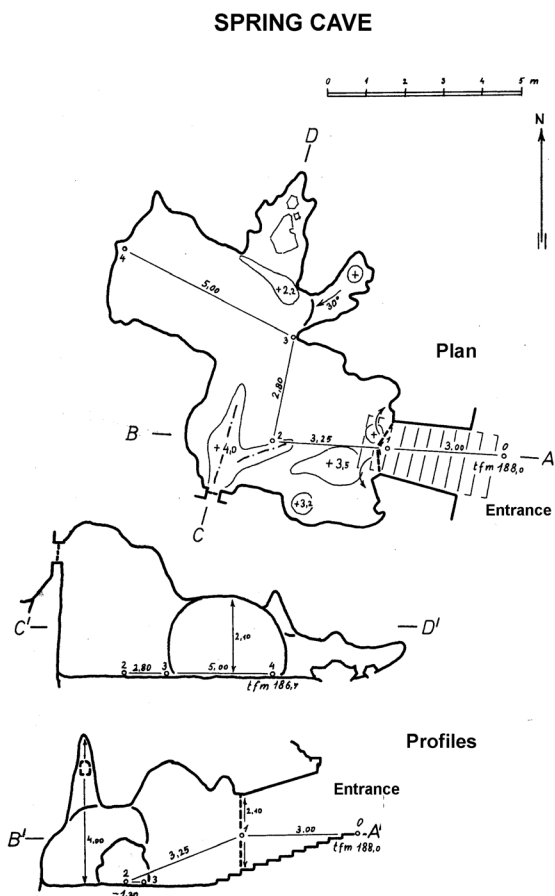 SPRING CAVE
0 1 2 3 4 5 m
N
D
4
5,00
+2,2
+
30°
3
Plan
2,80
B
+4,0
2
3,25
+
1
3,00
0
A
tfm 188,0
+3,5
+3,2
Entrance
C
C'
2,10
D'
2 2,80 3 5,00 4
tfm 186,7
Profiles
Entrance
B'
4,00
3,25
2,10
1
3,00
0
A'
tfm 188,0
2 3
-1,30